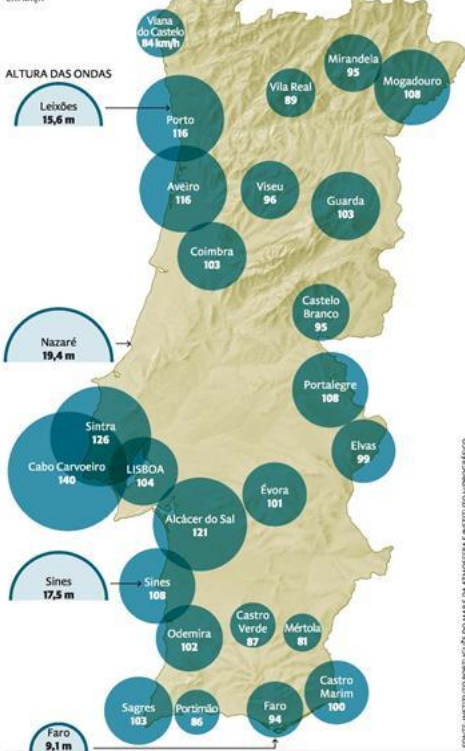 Viana
do Castelo
84 km/h
Mirandela
95
Mogadouro
108
ALTURA DAS ONDAS
Vila Real
89
Leixões
15,6 m
Porto
116
Aveiro
116
Viseu
96
Guarda
103
Coimbra
103
Castelo
Branco
95
Nazaré
19,4 m
Portalegre
108
Sintra
126
Elvas
99
Cabo Carvoeiro
140
LISBOA
104
Évora
101
Alcácer do Sal
121
Sines
17,5 m
Sines
108
Castro
Verde
87
Mértola
81
Odemira
102
Castro
Marim
100
Sagres
103
Portimão
86
Faro
94
Faro
9,1 m